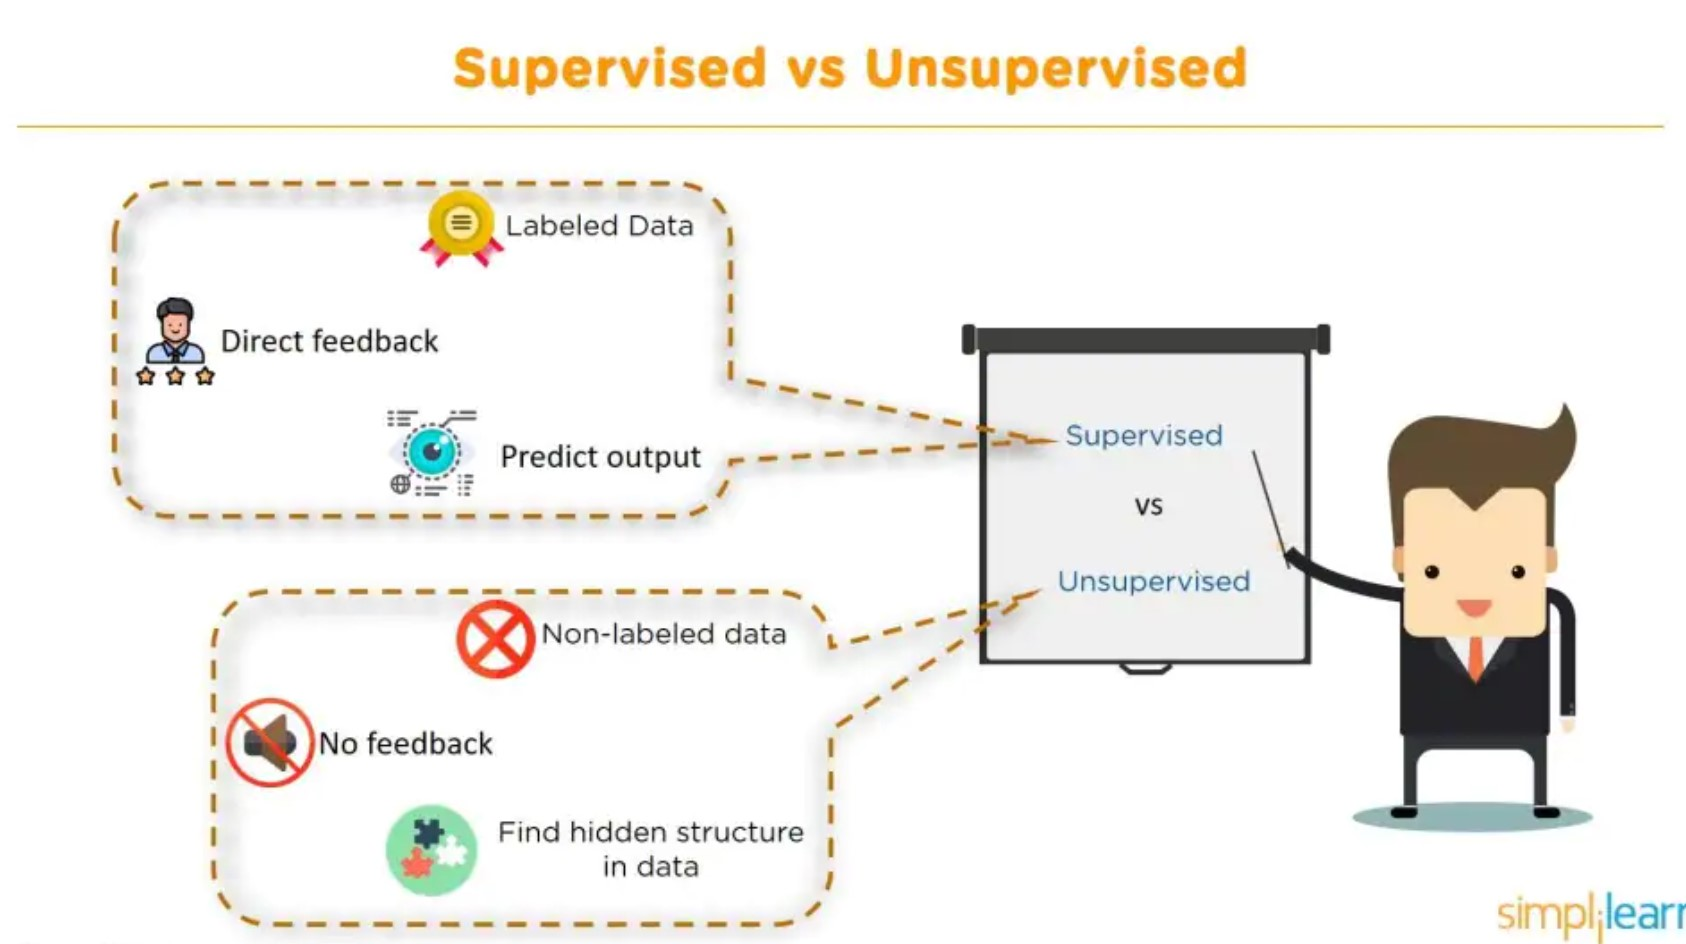 Supervised vs Unsupervised
Labeled Data
Direct feedback
Predict output
Supervised
vs
Unsupervised
Non-labeled data
No feedback
Find hidden structure
in data
simplilearn